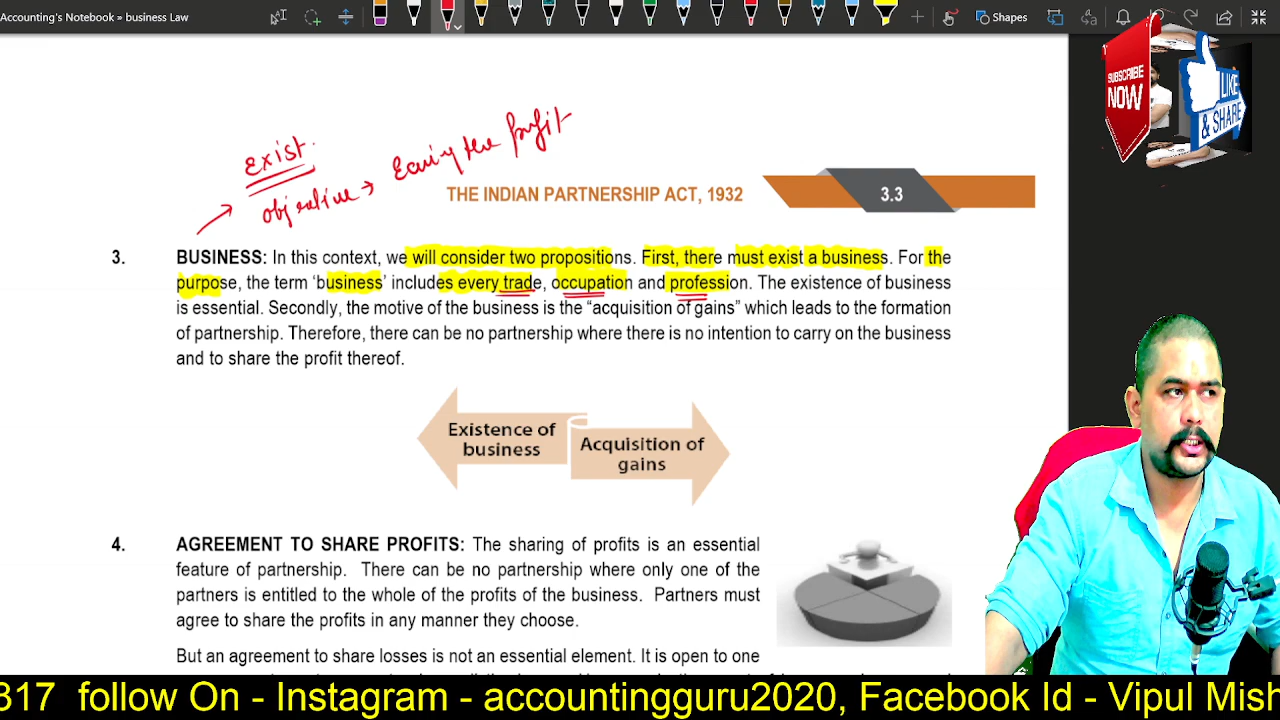 Accounting's Notebook » business Law
Shapes
SUBSCRIBE
NOW
LIKE
& SHARE
Exist.
objective → Earning the Profit
THE INDIAN PARTNERSHIP ACT, 1932
3.3
3. BUSINESS: In this context, we will consider two propositions. First, there must exist a business. For the
purpose, the term ‘business’ includes every trade, occupation and profession. The existence of business
is essential. Secondly, the motive of the business is the “acquisition of gains” which leads to the formation
of partnership. Therefore, there can be no partnership where there is no intention to carry on the business
and to share the profit thereof.
Existence of
business
Acquisition of
gains
4. AGREEMENT TO SHARE PROFITS: The sharing of profits is an essential
feature of partnership. There can be no partnership where only one of the
partners is entitled to the whole of the profits of the business. Partners must
agree to share the profits in any manner they choose.
But an agreement to share losses is not an essential element. It is open to one
317 follow On - Instagram - accountingguru2020, Facebook Id - Vipul Mish